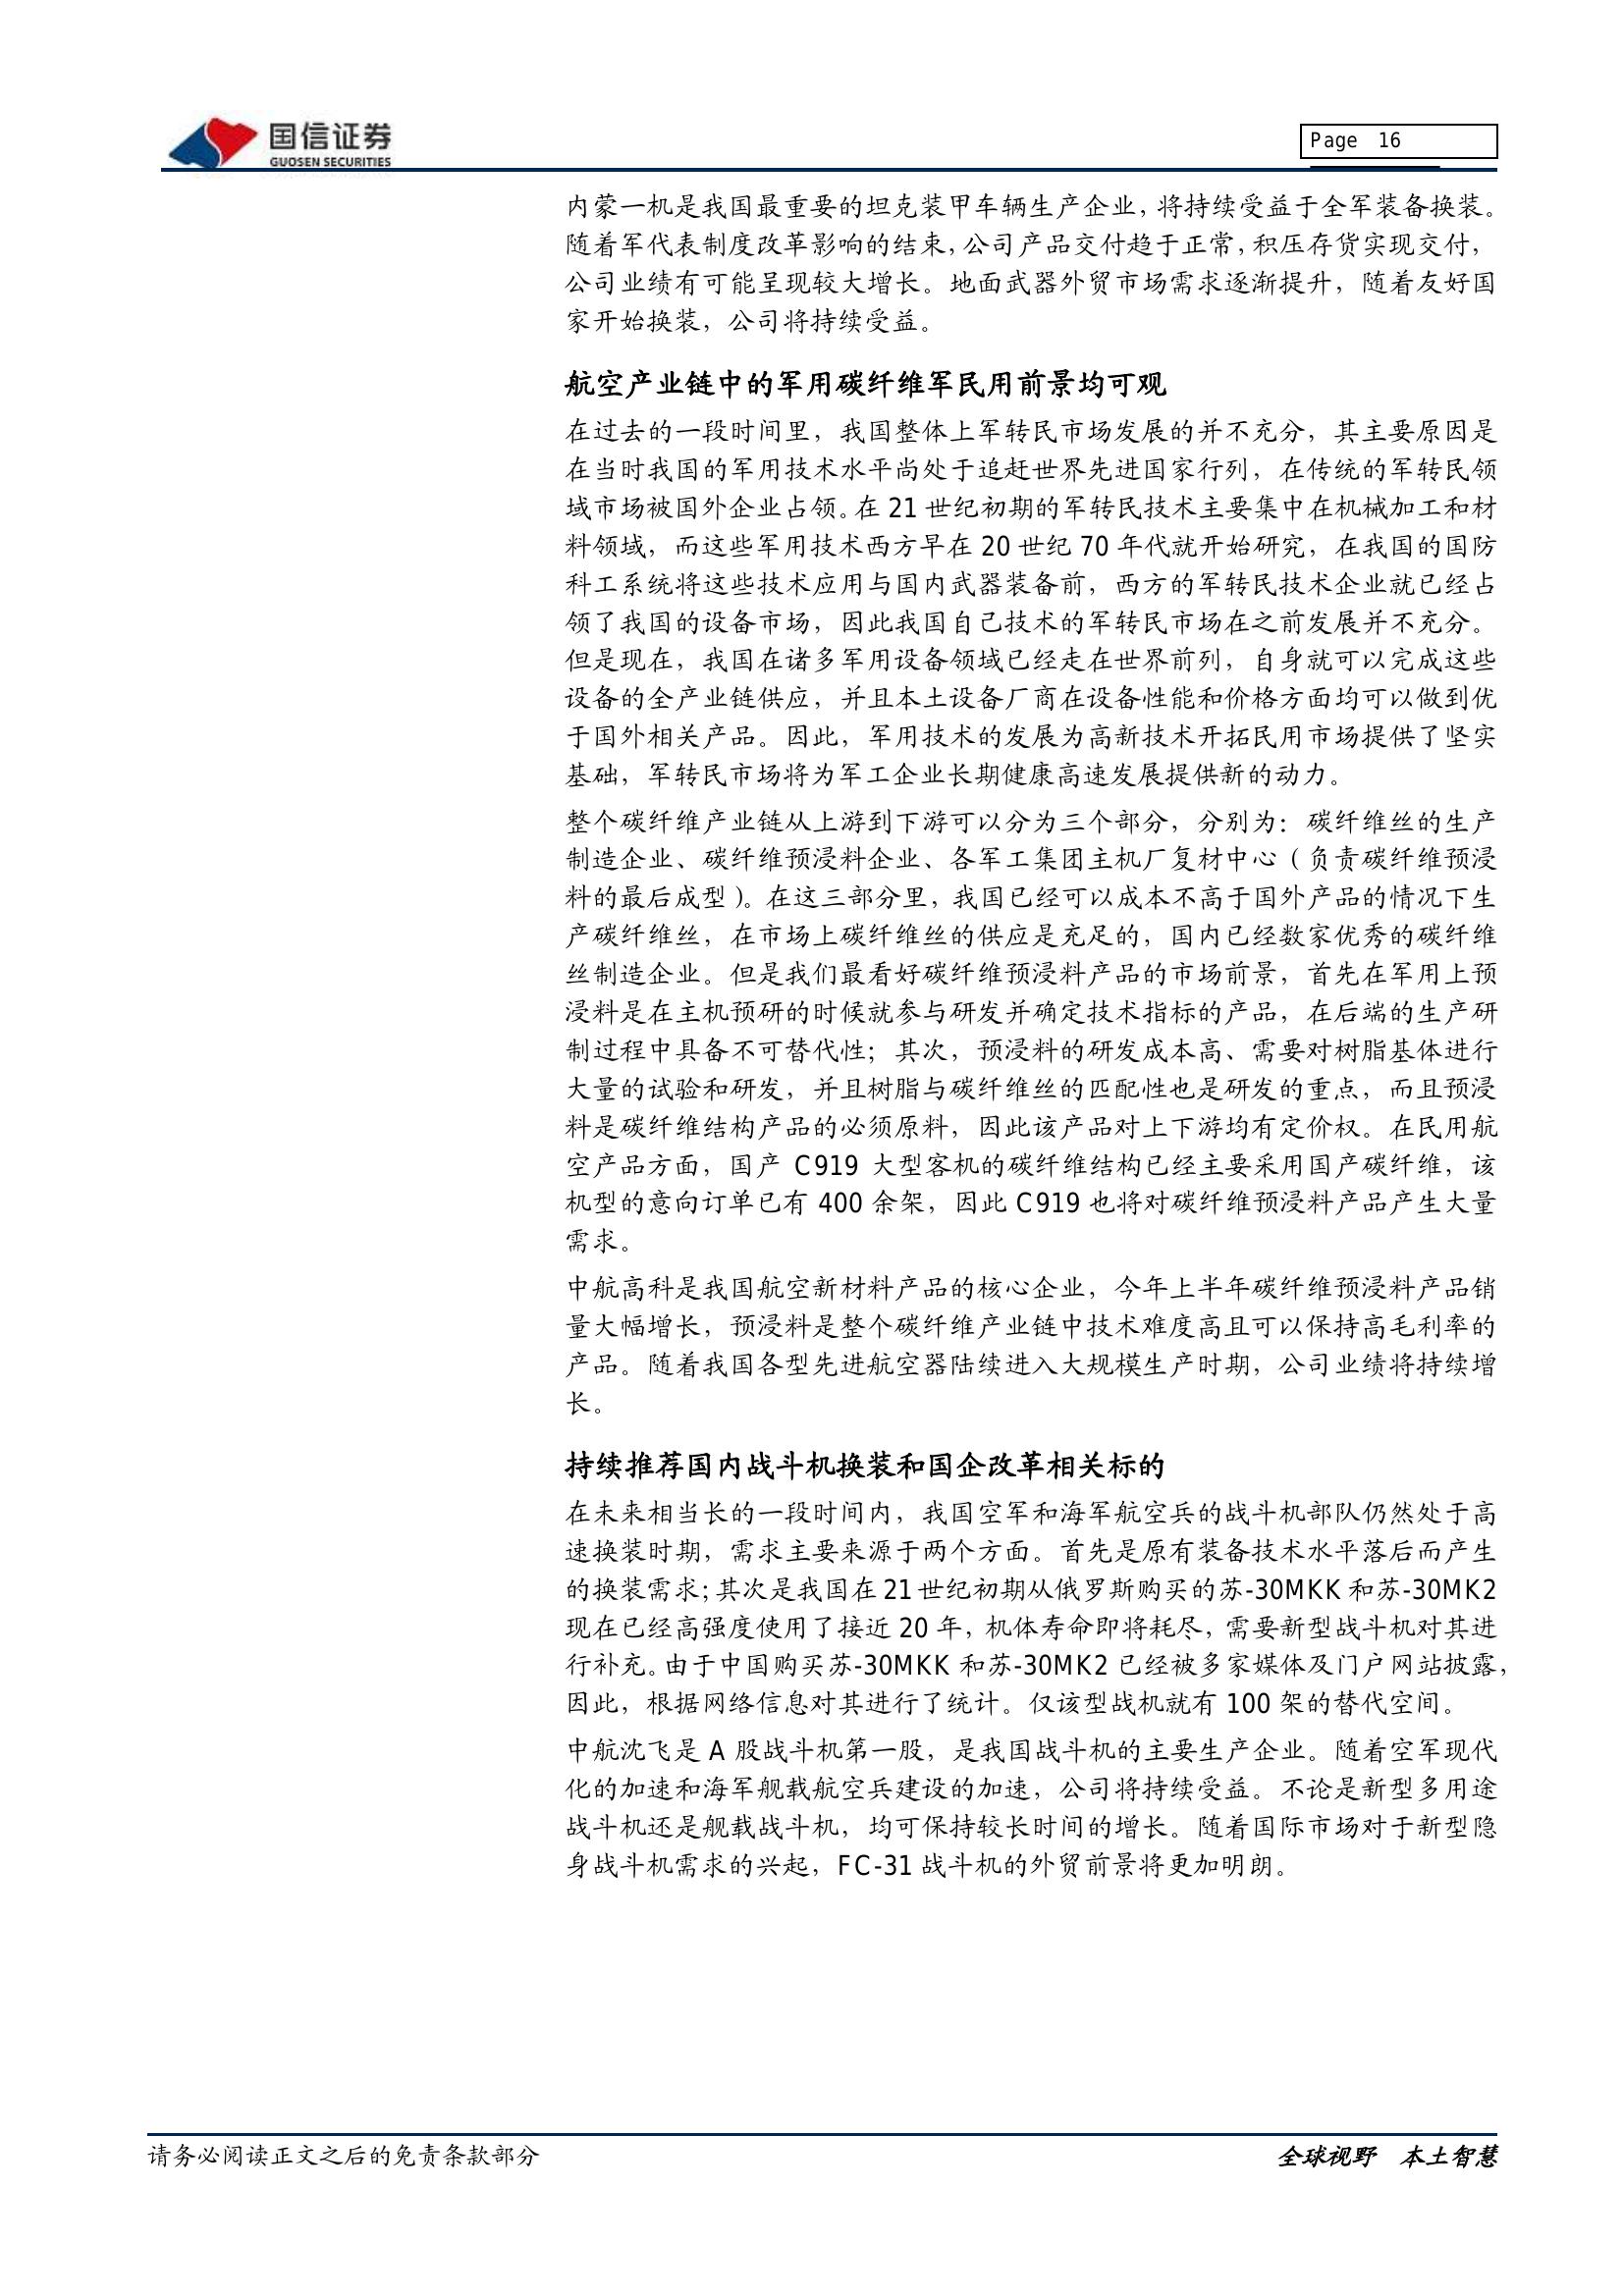 国信证券
GUOSEN SECURITIES
Page 16
内蒙一机是我国最重要的坦克装甲车辆生产企业，将持续受益于全军装备换装。
随着军代表制度改革影响的结束，公司产品交付趋于正常，积压存货实现交付，
公司业绩有可能呈现较大增长。地面武器外贸市场需求逐渐提升，随着友好国
家开始换装，公司将持续受益。
航空产业链中的军用碳纤维军民用前景均可观
在过去的一段时间里，我国整体上军转民市场发展的并不充分，其主要原因是
在当时我国的军用技术水平尚处于追赶世界先进国家行列，在传统的军转民领
域市场被国外企业占领。在 21 世纪初期的军转民技术主要集中在机械加工和材
料领域，而这些军用技术西方早在 20 世纪 70 年代就开始研究，在我国的国防
科工系统将这些技术应用与国内武器装备前，西方的军转民技术企业就已经占
领了我国的设备市场，因此我国自己技术的军转民市场在之前发展并不充分。
但是现在，我国在诸多军用设备领域已经走在世界前列，自身就可以完成这些
设备的全产业链供应，并且本土设备厂商在设备性能和价格方面均可以做到优
于国外相关产品。因此，军用技术的发展为高新技术开拓民用市场提供了坚实
基础，军转民市场将为军工企业长期健康高速发展提供新的动力。
整个碳纤维产业链从上游到下游可以分为三个部分，分别为：碳纤维丝的生产
制造企业、碳纤维预浸料企业、各军工集团主机厂复材中心（负责碳纤维预浸
料的最后成型）。在这三部分里，我国已经可以成本不高于国外产品的情况下生
产碳纤维丝，在市场上碳纤维丝的供应是充足的，国内已经数家优秀的碳纤维
丝制造企业。但是我们最看好碳纤维预浸料产品的市场前景，首先在军用上预
浸料是在主机预研的时候就参与研发并确定技术指标的产品，在后端的生产研
制过程中具备不可替代性；其次，预浸料的研发成本高、需要对树脂基体进行
大量的试验和研发，并且树脂与碳纤维丝的匹配性也是研发的重点，而且预浸
料是碳纤维结构产品的必须原料，因此该产品对上下游均有定价权。在民用航
空产品方面，国产 C919 大型客机的碳纤维结构已经主要采用国产碳纤维，该
机型的意向订单已有 400 余架，因此 C919 也将对碳纤维预浸料产品产生大量
需求。
中航高科是我国航空新材料产品的核心企业，今年上半年碳纤维预浸料产品销
量大幅增长，预浸料是整个碳纤维产业链中技术难度高且可以保持高毛利率的
产品。随着我国各型先进航空器陆续进入大规模生产时期，公司业绩将持续增
长。
持续推荐国内战斗机换装和国企改革相关标的
在未来相当长的一段时间内，我国空军和海军航空兵的战斗机部队仍然处于高
速换装时期，需求主要来源于两个方面。首先是原有装备技术水平落后而产生
的换装需求；其次是我国在 21 世纪初期从俄罗斯购买的苏-30MKK 和苏-30MK2
现在已经高强度使用了接近 20 年，机体寿命即将耗尽，需要新型战斗机对其进
行补充。由于中国购买苏-30MKK 和苏-30MK2 已经被多家媒体及门户网站披露，
因此，根据网络信息对其进行了统计。仅该型战机就有 100 架的替代空间。
中航沈飞是 A 股战斗机第一股，是我国战斗机的主要生产企业。随着空军现代
化的加速和海军舰载航空兵建设的加速，公司将持续受益。不论是新型多用途
战斗机还是舰载战斗机，均可保持较长时间的增长。随着国际市场对于新型隐
身战斗机需求的兴起，FC-31 战斗机的外贸前景将更加明朗。
请务必阅读正文之后的免责条款部分
全球视野 本土智慧